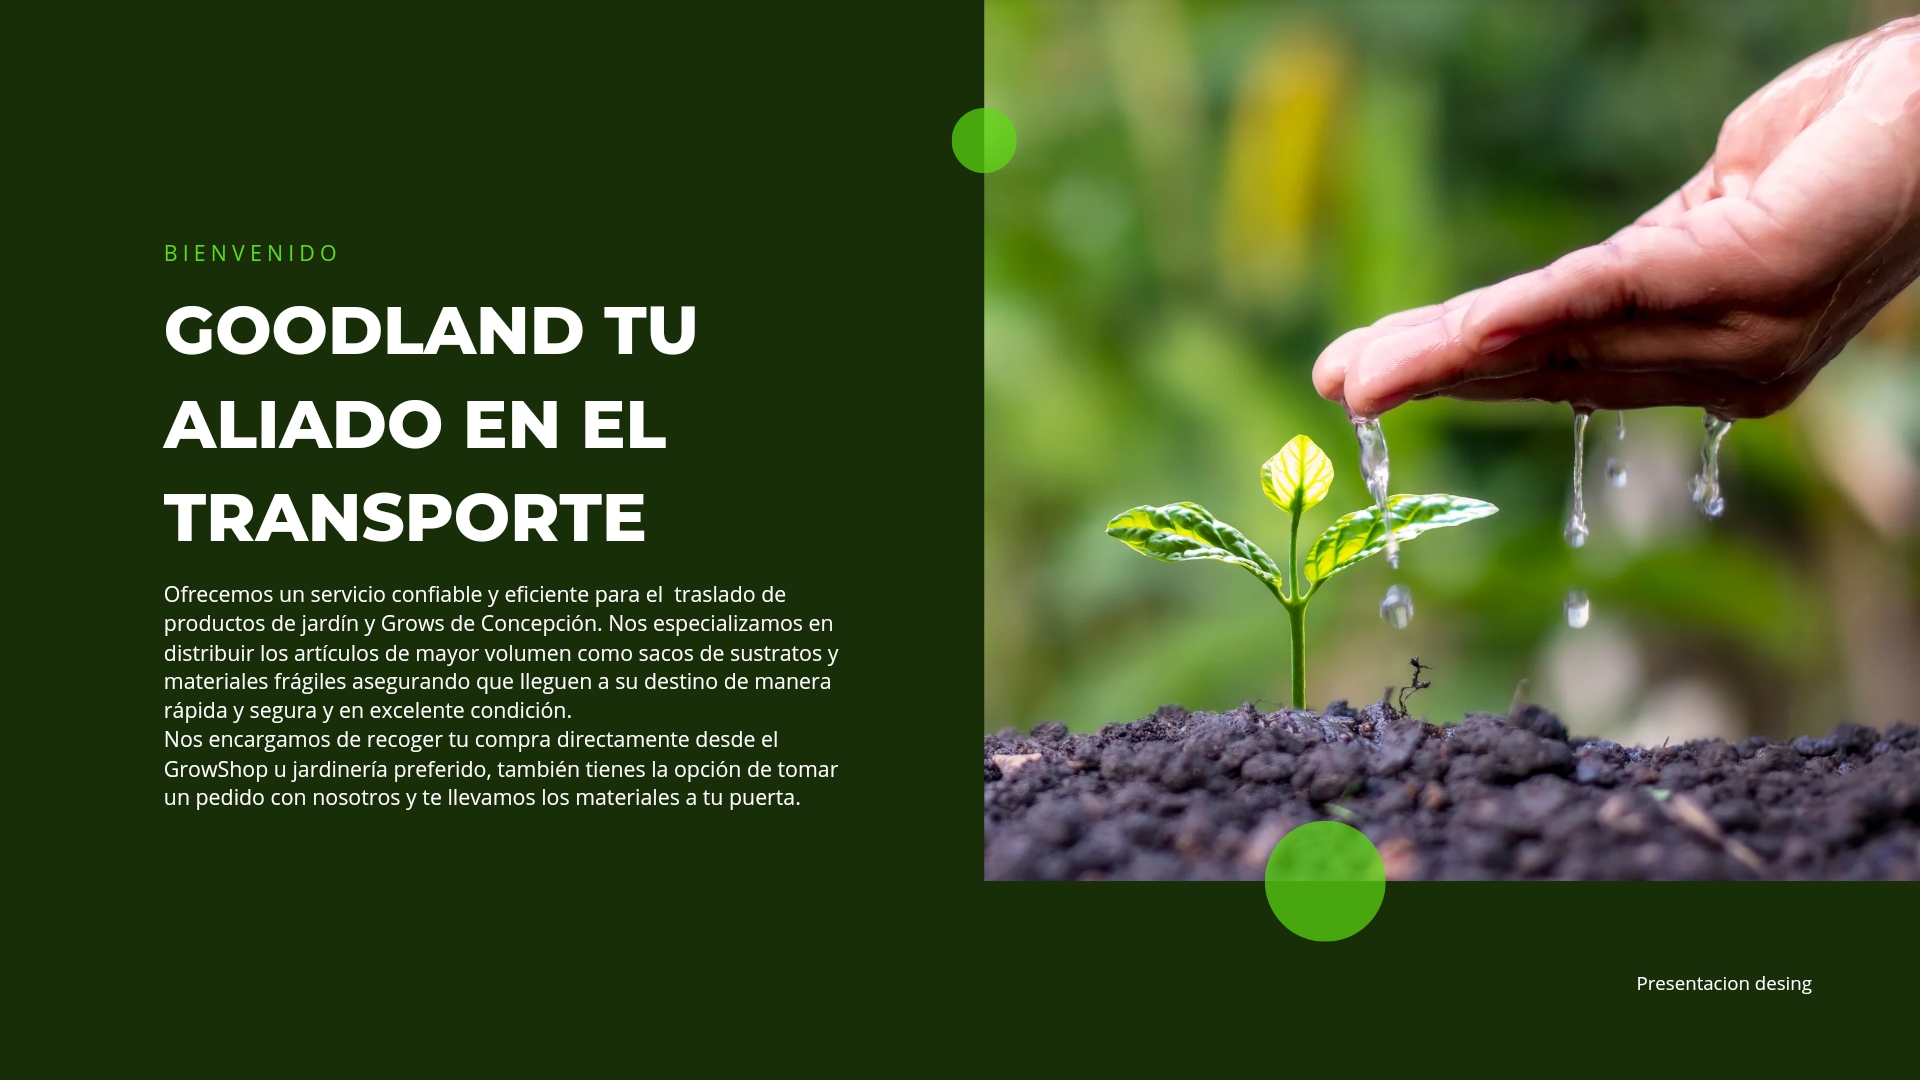 BIENVENIDO
GOODLAND TU
ALIADO EN EL
TRANSPORTE
Ofrecemos un servicio confiable y eficiente para el  traslado de
productos de jardín y Grows de Concepción. Nos especializamos en
distribuir los artículos de mayor volumen como sacos de sustratos y
materiales frágiles asegurando que lleguen a su destino de manera
rápida y segura y en excelente condición.
Nos encargamos de recoger tu compra directamente desde el
GrowShop u jardinería preferido, también tienes la opción de tomar
un pedido con nosotros y te llevamos los materiales a tu puerta.
Presentacion desing